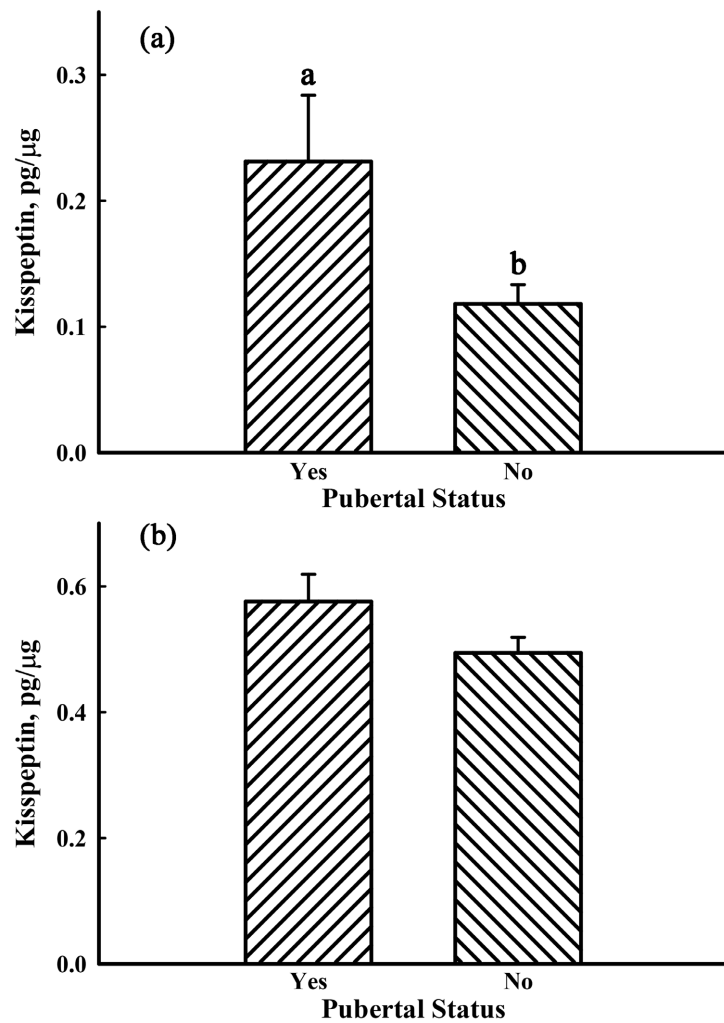 (a)
Kisspeptin, pg/μg
0.3
0.2
0.1
0.0
a
b
Yes
No
Pubertal Status
(b)
Kisspeptin, pg/μg
0.6
0.4
0.2
0.0
Yes
No
Pubertal Status